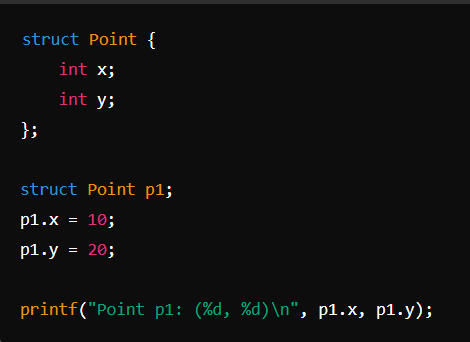 struct Point {
    int x;
    int y;
};

struct Point p1;
p1.x = 10;
p1.y = 20;

printf("Point p1: (%d, %d)\n", p1.x, p1.y);